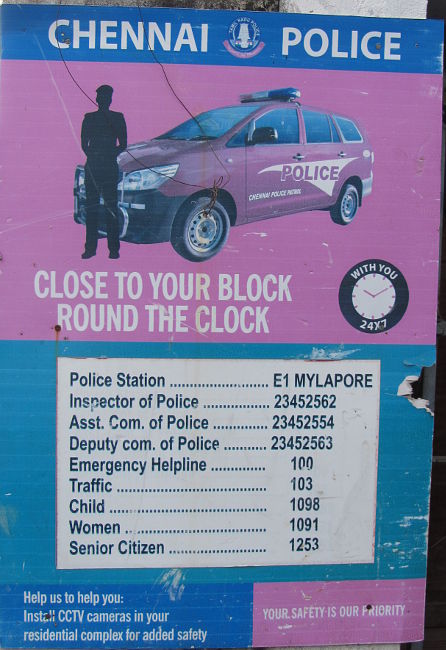 CHENNAI POLICE
POLICE
CHENNAI POLICE PATROL
CLOSE TO YOUR BLOCK
ROUND THE CLOCK
WITH YOU
24X7
Police Station ........................ E1 MYLAPORE
Inspector of Police ................ 23452562
Asst. Com. of Police ............. 23452554
Deputy com. of Police .......... 23452563
Emergency Helpline .............. 100
Traffic ..................................... 103
Child ....................................... 1098
Women ................................... 1091
Senior Citizen ........................ 1253
Help us to help you:
Install CCTV cameras in your
residential complex for added safety
YOUR SAFETY IS OUR PRIORITY